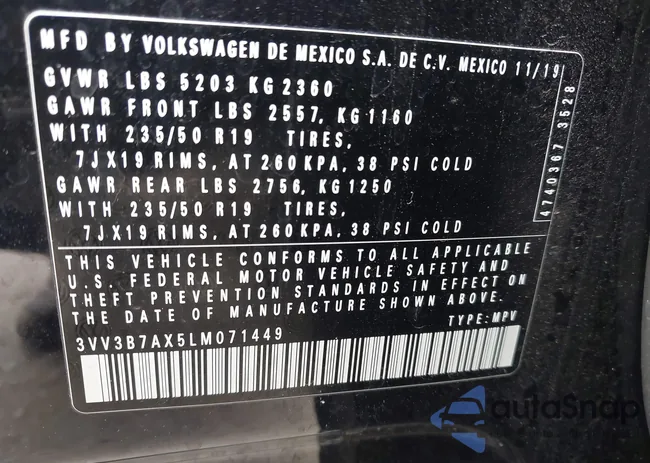 MFD BY VOLKSWAGEN DE MEXICO S.A. DE C.V. MEXICO 11/19
GVWR LBS 5203 KG 2360
GAWR FRONT LBS 2557, KG 1160
WITH 235/50 R19 TIRES,
7JX19 RIMS, AT 260 KPA, 38 PSI COLD
GAWR REAR LBS 2756, KG 1250
WITH 235/50 R19 TIRES,
7JX19 RIMS, AT 260 KPA, 38 PSI COLD
4740367 3528
THIS VEHICLE CONFORMS TO ALL APPLICABLE
U.S. FEDERAL MOTOR VEHICLE SAFETY AND
THEFT PREVENTION STANDARDS IN EFFECT ON
THE DATE OF MANUFACTURE SHOWN ABOVE.
3VV3B7AX5LM071449 TYPE: MPV
autoSnap